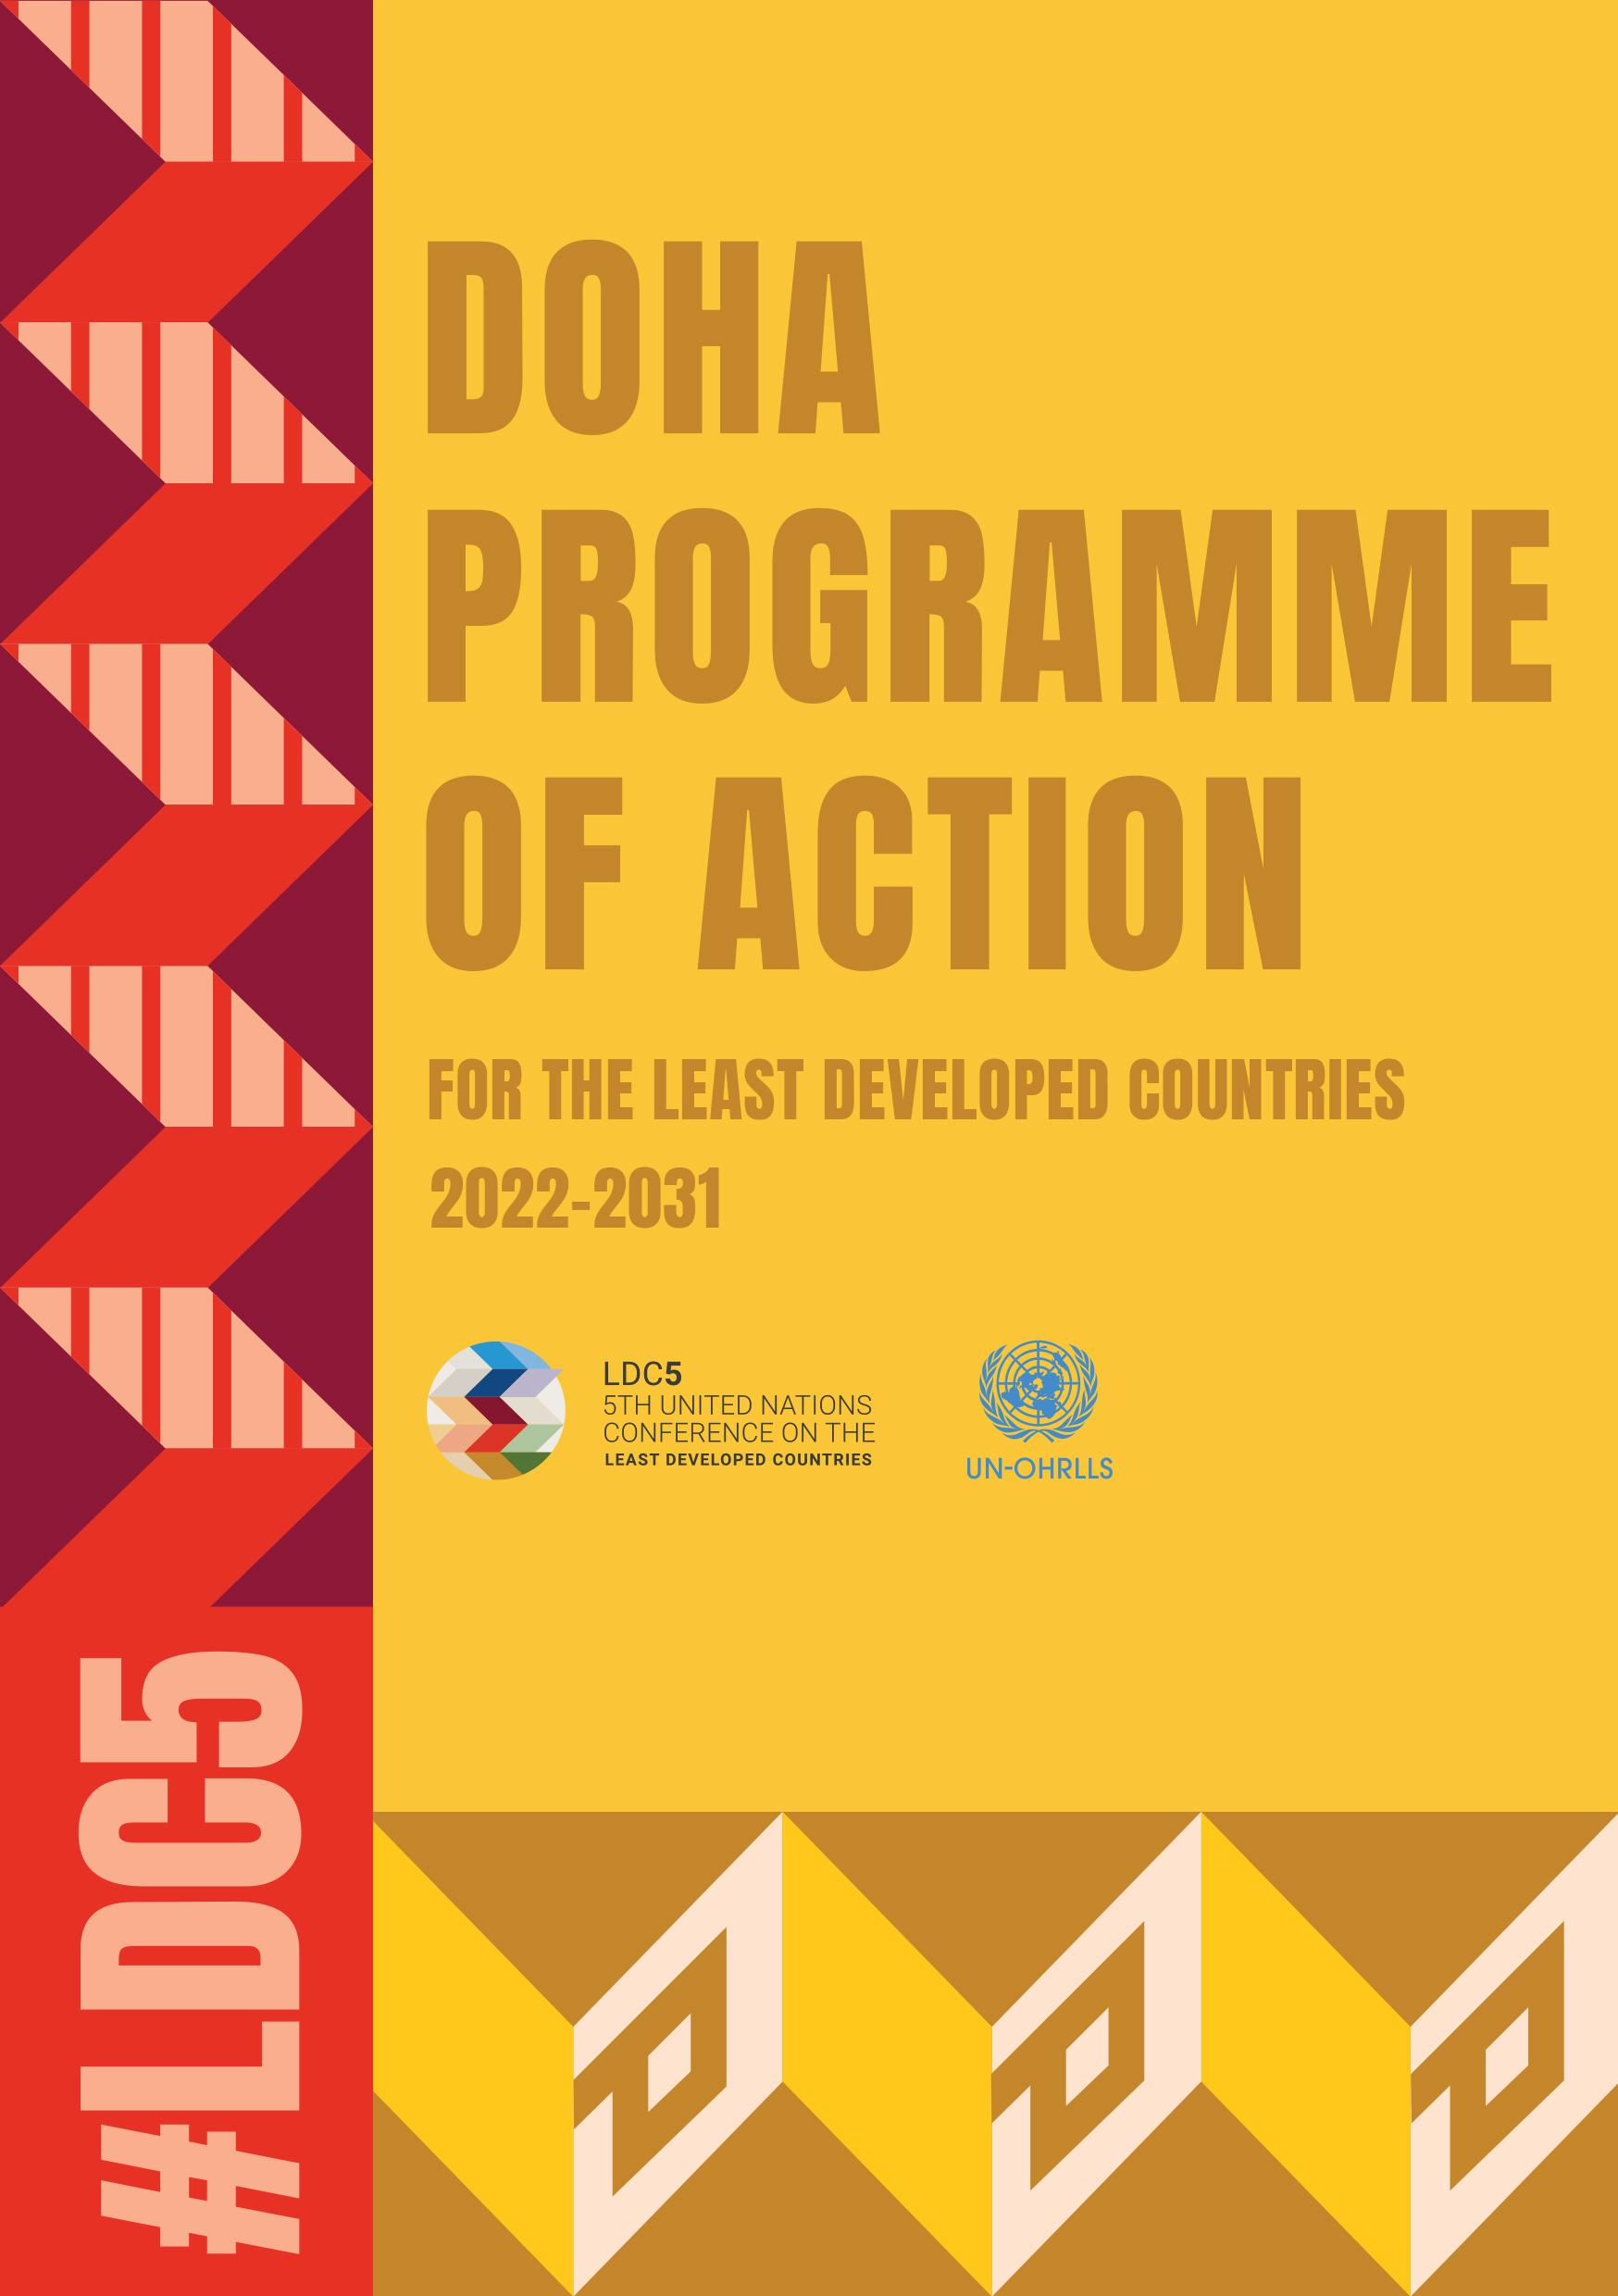 DOHA
PROGRAMME
OF ACTION
FOR THE LEAST DEVELOPED COUNTRIES
2022-2031
LDC5
5TH UNITED NATIONS
CONFERENCE ON THE
LEAST DEVELOPED COUNTRIES
UN-OHRLLS
#LDC5